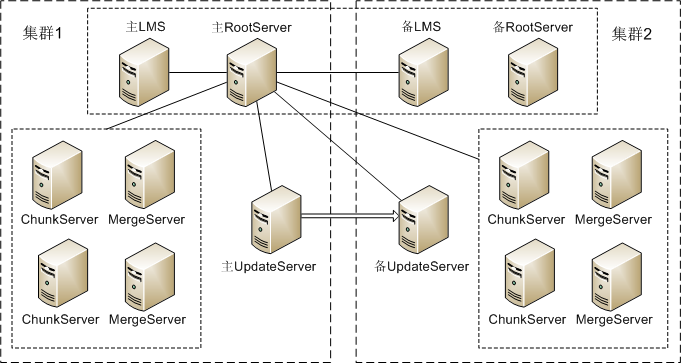 集群1
主LMS
主RootServer
备LMS
备RootServer
集群2
ChunkServer
MergeServer
ChunkServer
MergeServer
主UpdateServer
备UpdateServer
ChunkServer
MergeServer
ChunkServer
MergeServer